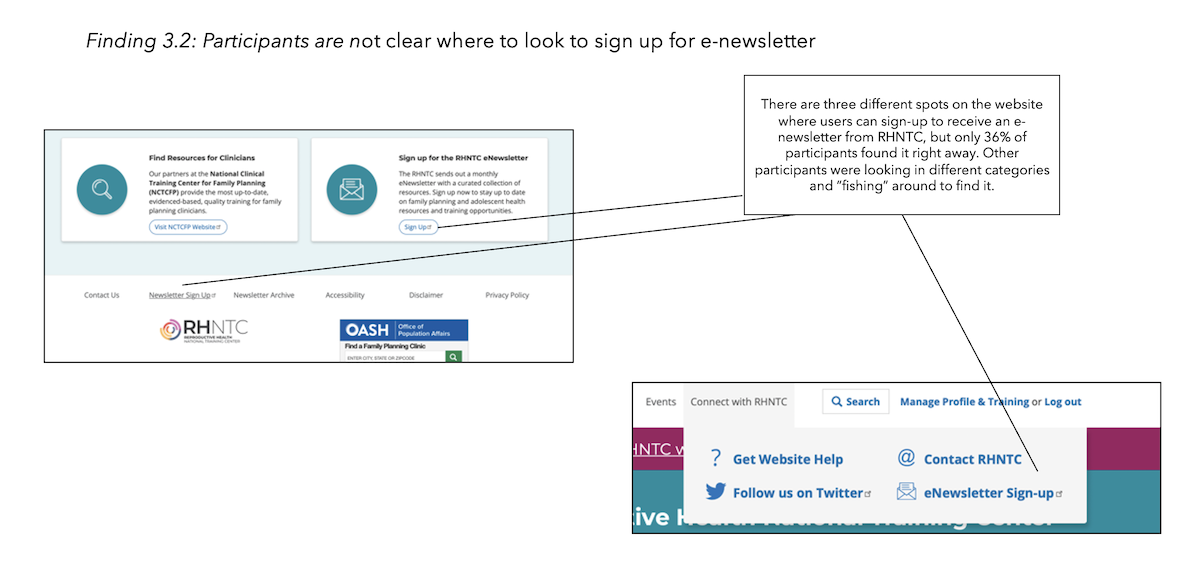 Finding 3.2: Participants are not clear where to look to sign up for e-newsletter
There are three different spots on the website
where users can sign-up to receive an e-
newsletter from RHNTC, but only 36% of
participants found it right away. Other
participants were looking in different categories
and "fishing" around to find it.
Find Resources for Clinicians
Our partners at the National Clinical
Training Center for Family Planning
(NCTCFP) provide the most up-to-date,
evidenced-based, quality training for family
planning clinicians.
Visit NCTCFP Website
Sign up for the RHNTC eNewsletter
The RHNTC sends out a monthly
eNewsletter with a curated collection of
resources. Sign up now to stay up to date
on family planning and adolescent health
resources and training opportunities.
Sign Up
Contact Us Newsletter Sign Up Newsletter Archive Accessibility Disclaimer Privacy Policy
RHNTC
REPRODUCTIVE HEALTH
NATIONAL TRAINING CENTER
OASH Office of
Population Affairs
Find a Family Planning Clinic
ENTER CITY, STATE OR ZIPCODE
Events Connect with RHNTC Search Manage Profile & Training or Log out
HNTC w
? Get Website Help @ Contact RHNTC
Follow us on Twitter eNewsletter Sign-up
ive Health National Training Center